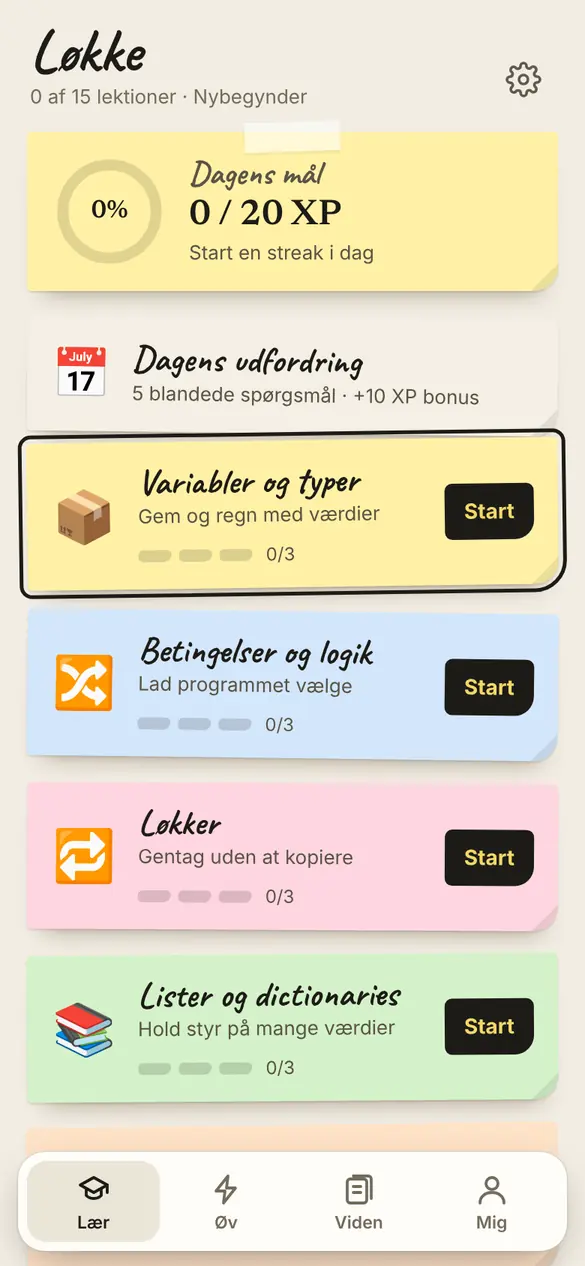 Løkke
0 af 15 lektioner · Nybegynder
Dagens mål
0%
0 / 20 XP
Start en streak i dag
July
17
Dagens udfordring
5 blandede spørgsmål · +10 XP bonus
Variabler og typer
Gem og regn med værdier
0/3
Start
Betingelser og logik
Lad programmet vælge
0/3
Start
Løkker
Gentag uden at kopiere
0/3
Start
Lister og dictionaries
Hold styr på mange værdier
0/3
Start
Lær
Øv
Viden
Mig